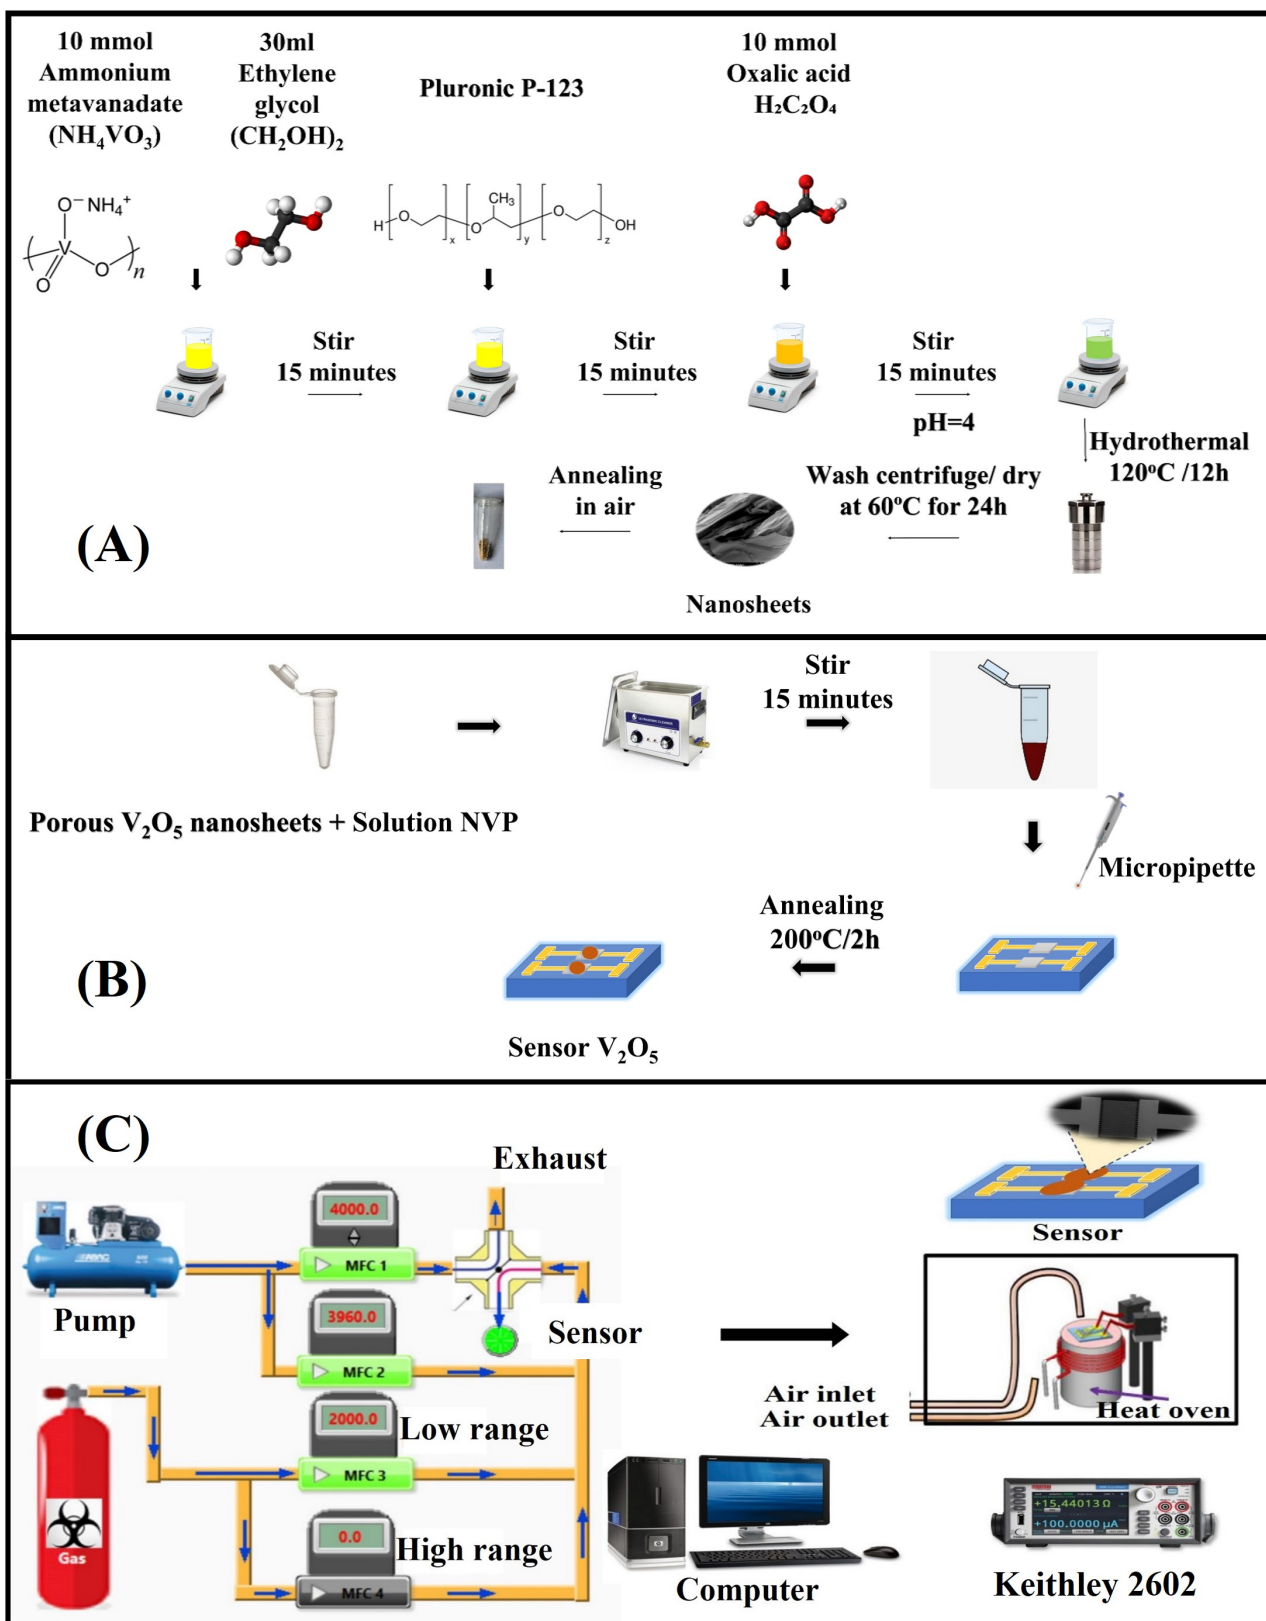 10 mmol
Ammonium
metavanadate
(NH₄VO₃)
30ml
Ethylene
glycol
(CH₂OH)₂
Pluronic P-123
10 mmol
Oxalic acid
H₂C₂O₄
O⁻NH₄⁺
V
O
O
n
H
O
x
O
CH₃
y
O
z
OH
Stir
15 minutes
Stir
15 minutes
Stir
15 minutes
pH=4
Hydrothermal
120°C /12h
Wash centrifuge/ dry
at 60°C for 24h
Annealing
in air
Nanosheets
(A)
Stir
15 minutes
ULTRASONIC CLEANER
Porous V₂O₅ nanosheets + Solution NVP
Micropipette
Annealing
200°C/2h
Sensor V₂O₅
(B)
(C)
Exhaust
4000.0
MFC 1
Pump
3960.0
MFC 2
Sensor
2000.0
Low range
MFC 3
0.0
High range
MFC 4
Gas
Sensor
Air inlet
Air outlet
Heat oven
Computer
+15.44013 Ω
+100.0000 µA
Keithley 2602